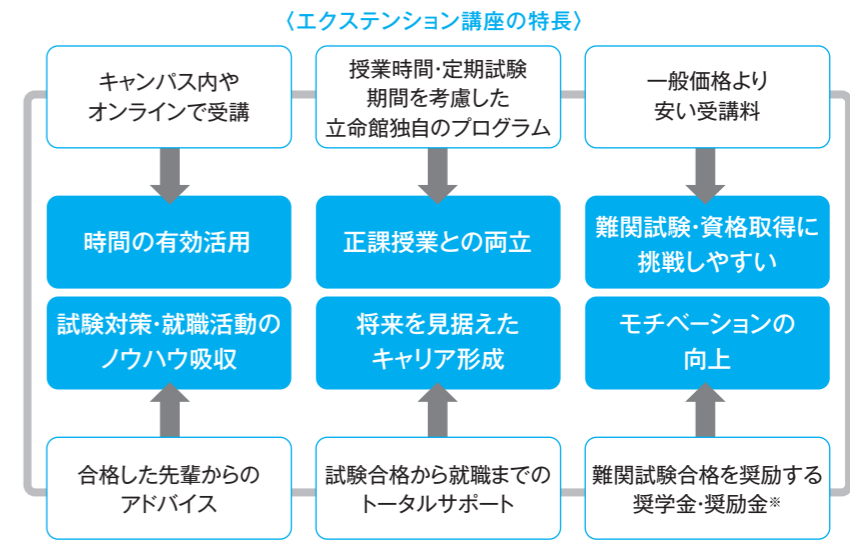 〈エクステンション講座の特長〉
キャンパス内や
オンラインで受講
授業時間・定期試験
期間を考慮した
立命館独自のプログラム
一般価格より
安い受講料
時間の有効活用
正課授業との両立
難関試験・資格取得に
挑戦しやすい
試験対策・就職活動の
ノウハウ吸収
将来を見据えた
キャリア形成
モチベーションの
向上
合格した先輩からの
アドバイス
試験合格から就職までの
トータルサポート
難関試験合格を奨励する
奨学金・奨励金※